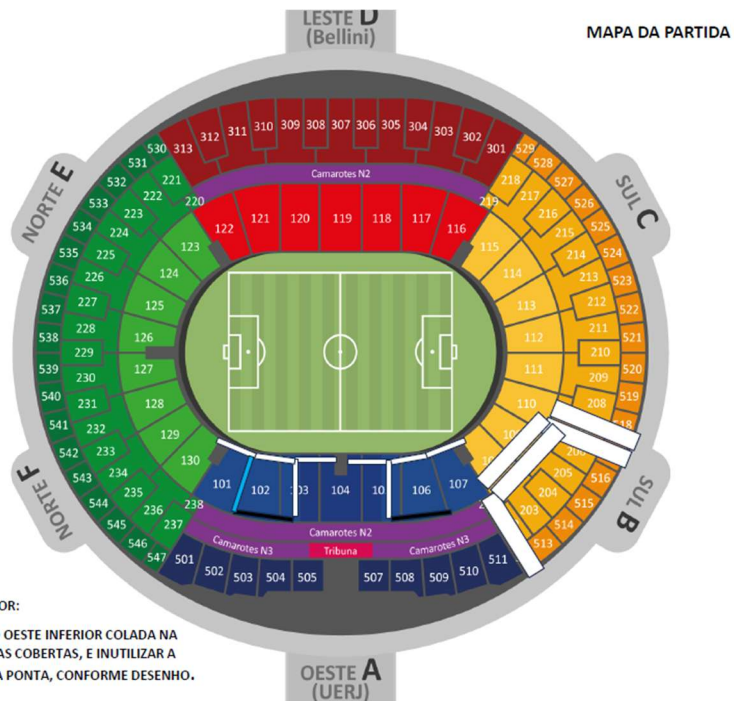 LESTE D
(Bellini)
MAPA DA PARTIDA
NORTE E
SUL C
313 312 311 310 309 308 307 306 305 304 303 302 301
Camarotes N2
122 121 120 119 118 117 116
530 531 532 533 534 535 536 537 538 539 540 541 542 543 544 545 546 547
220 221 222 223 224 225 226 227 228 229 230 231 232 233 234 235 236 237 238
123 124 125 126 127 128 129 130
219 218 217 216 215 214 213 212 211 210 209 208
529 528 527 526 525 524 523 522 521 520 519
115 114 113 112 111 110
205 204 203
516 515 514 513
101 102 104 106 107
Camarotes N2
Camarotes N3
Tribuna
Camarotes N3
501 502 503 504 505 507 508 509 510 511
NORTE F
SUL B
OR:
OESTE INFERIOR COLADA NA
AS COBERTAS, E INUTILIZAR A
A PONTA, CONFORME DESENHO.
OESTE A
(UERJ)